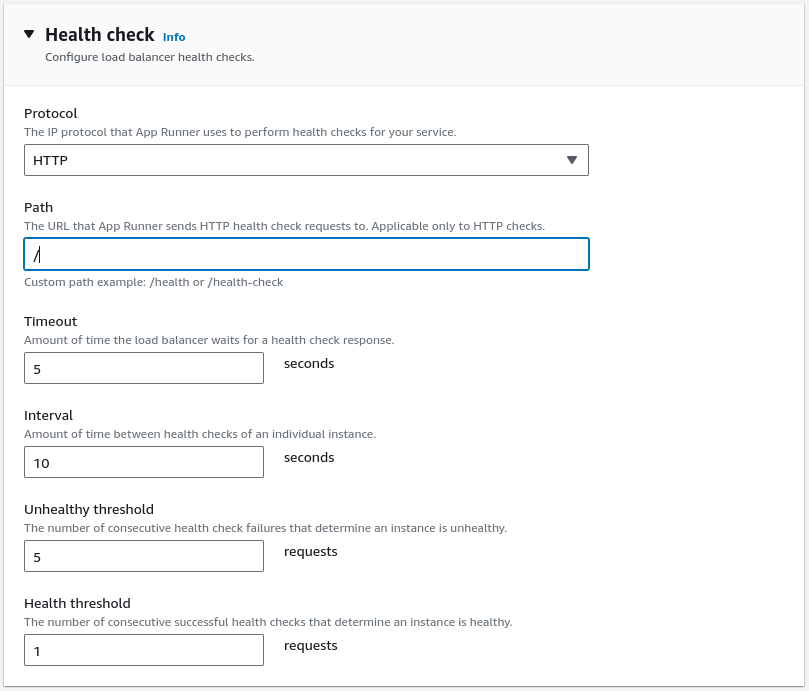 Health check Info
Configure load balancer health checks.
Protocol
The IP protocol that App Runner uses to perform health checks for your service.
HTTP
Path
The URL that App Runner sends HTTP health check requests to. Applicable only to HTTP checks.
/
Custom path example: /health or /health-check
Timeout
Amount of time the load balancer waits for a health check response.
5 seconds
Interval
Amount of time between health checks of an individual instance.
10 seconds
Unhealthy threshold
The number of consecutive health check failures that determine an instance is unhealthy.
5 requests
Health threshold
The number of consecutive successful health checks that determine an instance is healthy.
1 requests